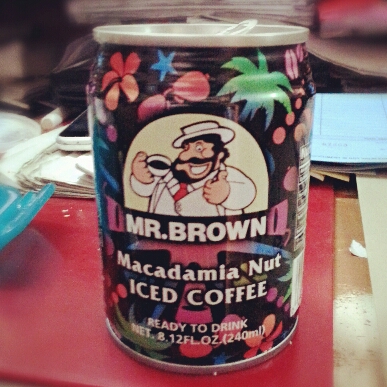 MR.BROWN
Macadamia Nut
ICED COFFEE
READY TO DRINK
NET. 8.12FL.OZ.(240ml)